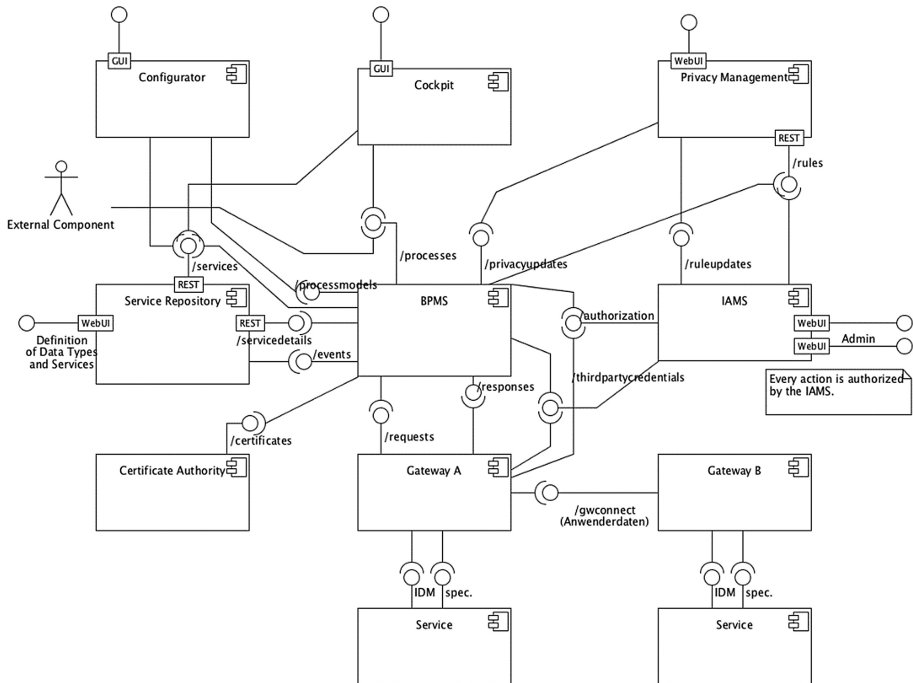 GUI
Configurator
GUI
Cockpit
WebUI
Privacy Management
REST
/rules
External Component
/services
/processes
/privacyupdates
/ruleupdates
REST
/processmodels
Service Repository
BPMS
IAMS
WebUI
REST
/authorization
WebUI
Definition
of Data Types
and Services
/servicedetails
Admin
WebUI
/events
/thirdpartycredentials
/responses
Every action is authorized
by the IAMS.
/certificates
/requests
Certificate Authority
Gateway A
Gateway B
/gwconnect
(Anwenderdaten)
IDM
spec.
IDM
spec.
Service
Service